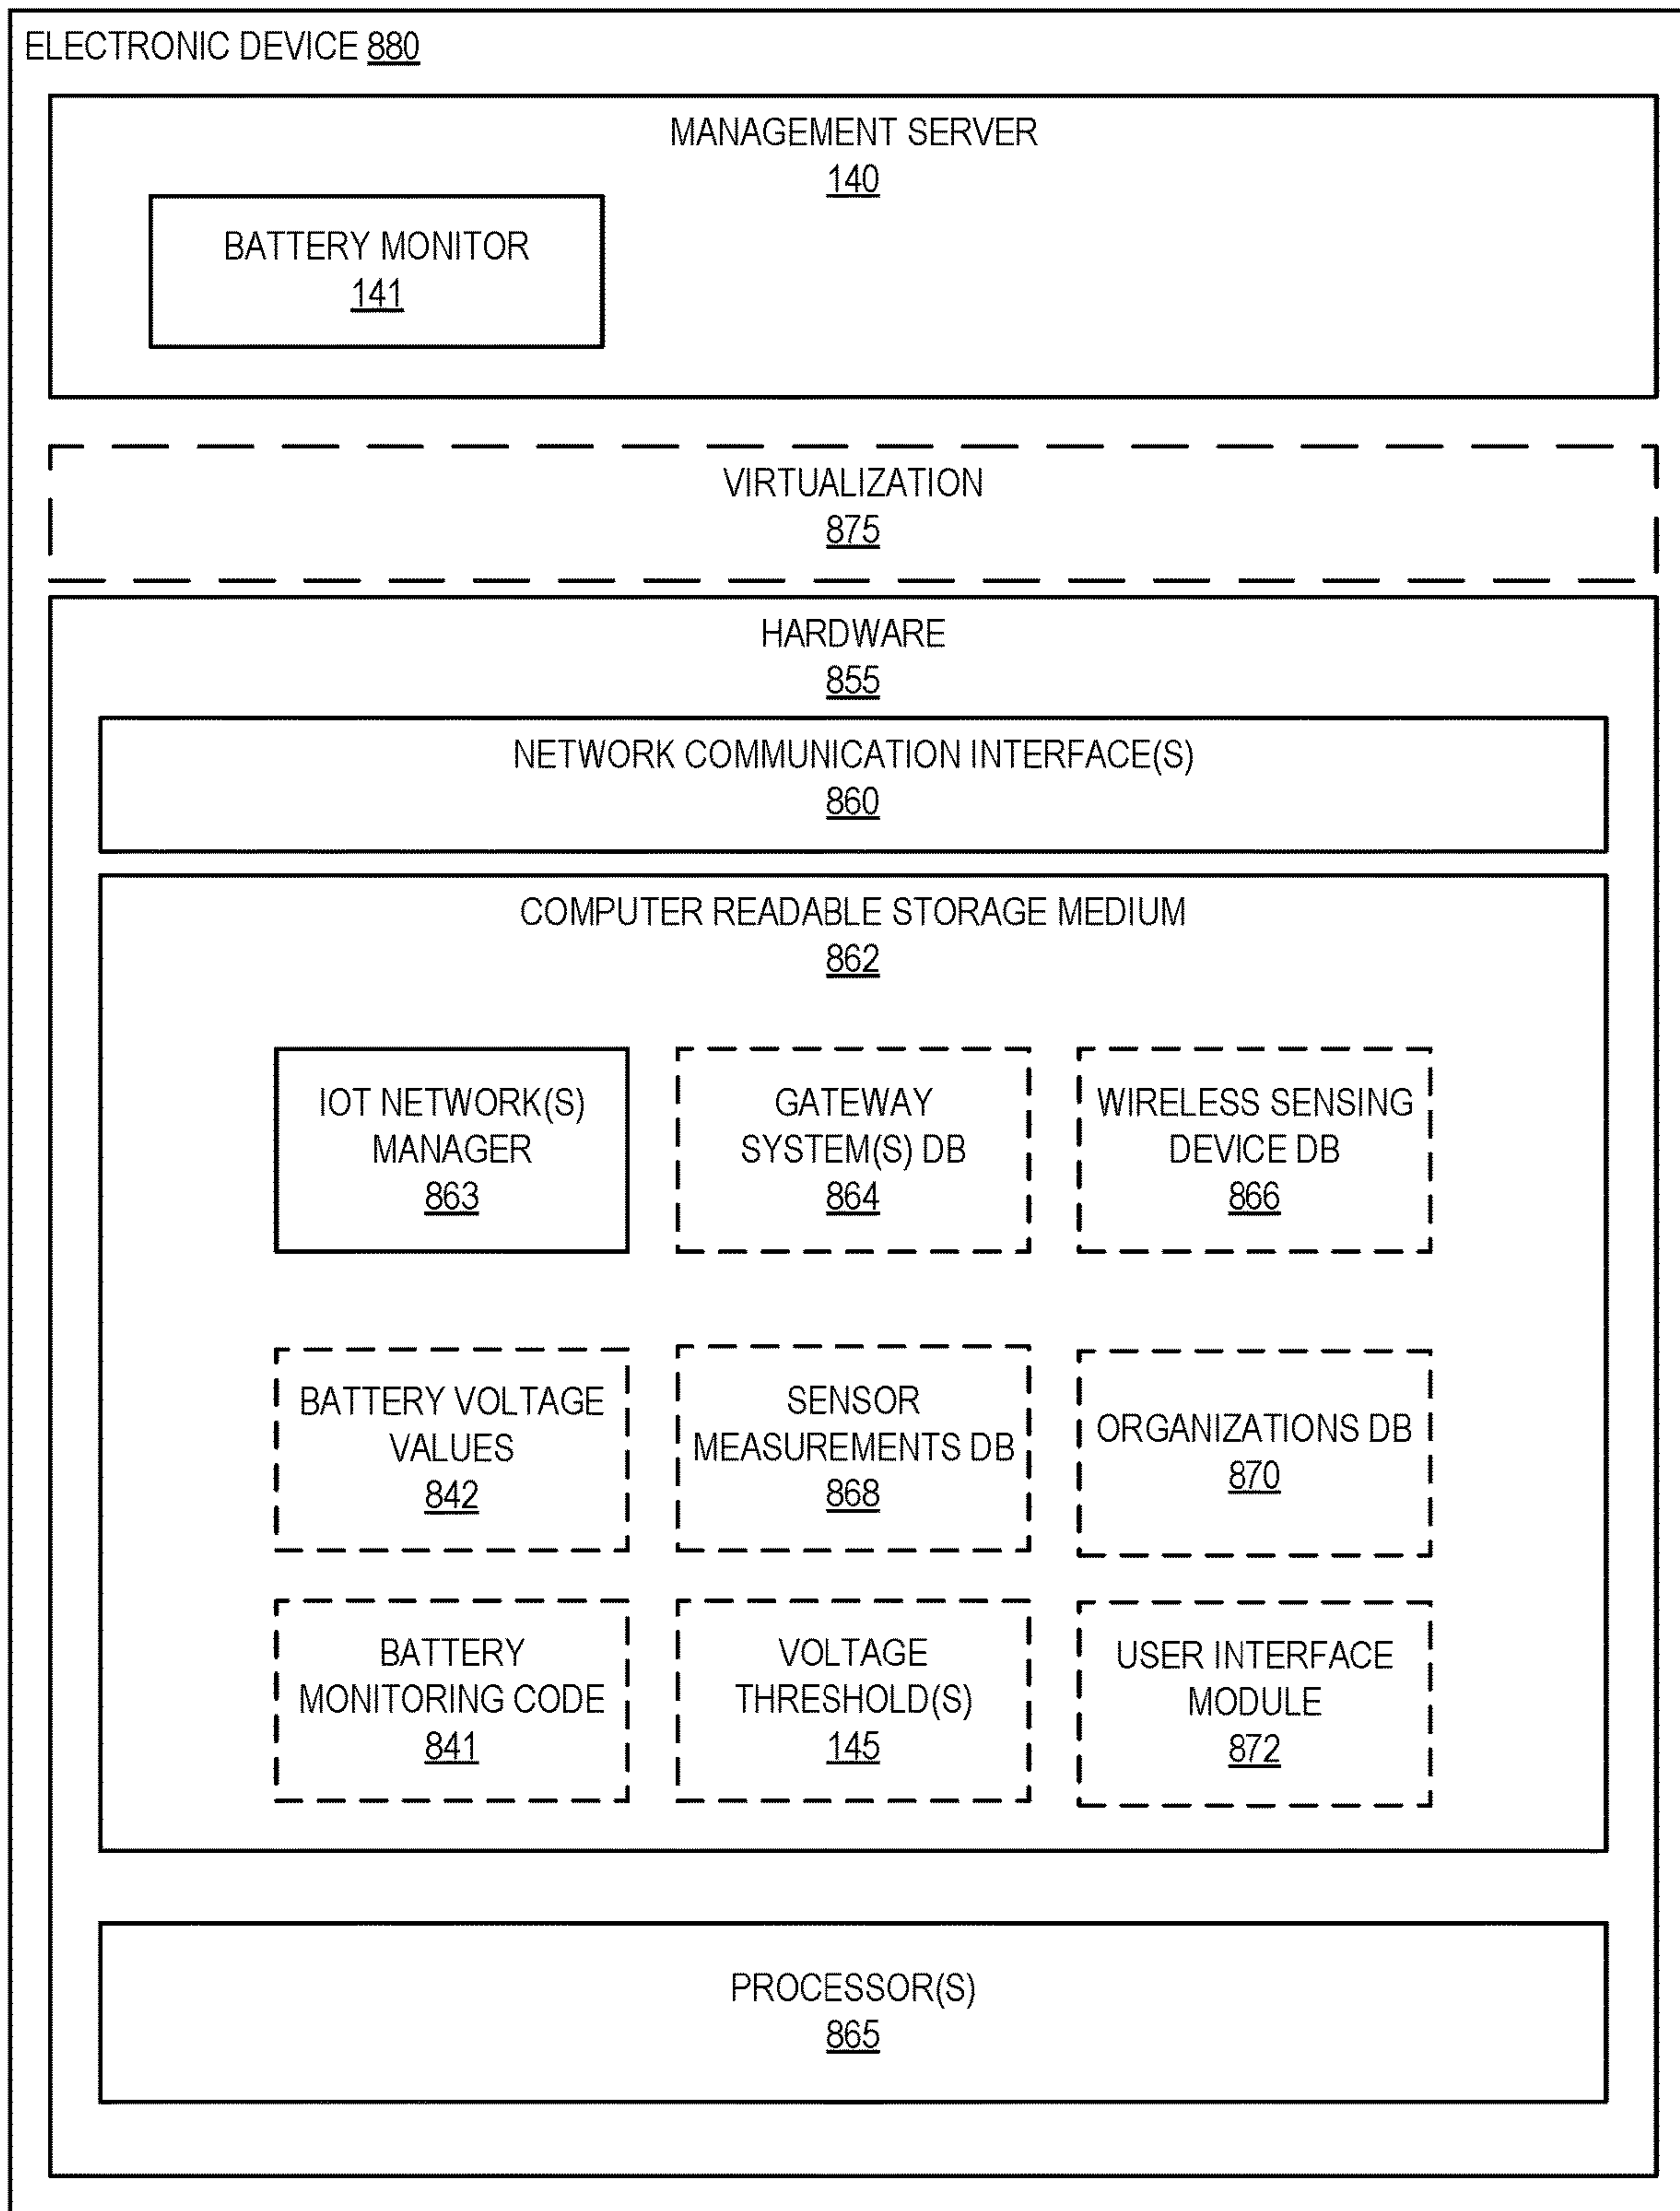 ELECTRONIC DEVICE 880
MANAGEMENT SERVER
140
BATTERY MONITOR
141
VIRTUALIZATION
875
HARDWARE
855
NETWORK COMMUNICATION INTERFACE(S)
860
COMPUTER READABLE STORAGE MEDIUM
862
IOT NETWORK(S)
MANAGER
863
GATEWAY
SYSTEM(S) DB
864
WIRELESS SENSING
DEVICE DB
866
BATTERY VOLTAGE
VALUES
842
SENSOR
MEASUREMENTS DB
868
ORGANIZATIONS DB
870
BATTERY
MONITORING CODE
841
VOLTAGE
THRESHOLD(S)
145
USER INTERFACE
MODULE
872
PROCESSOR(S)
865